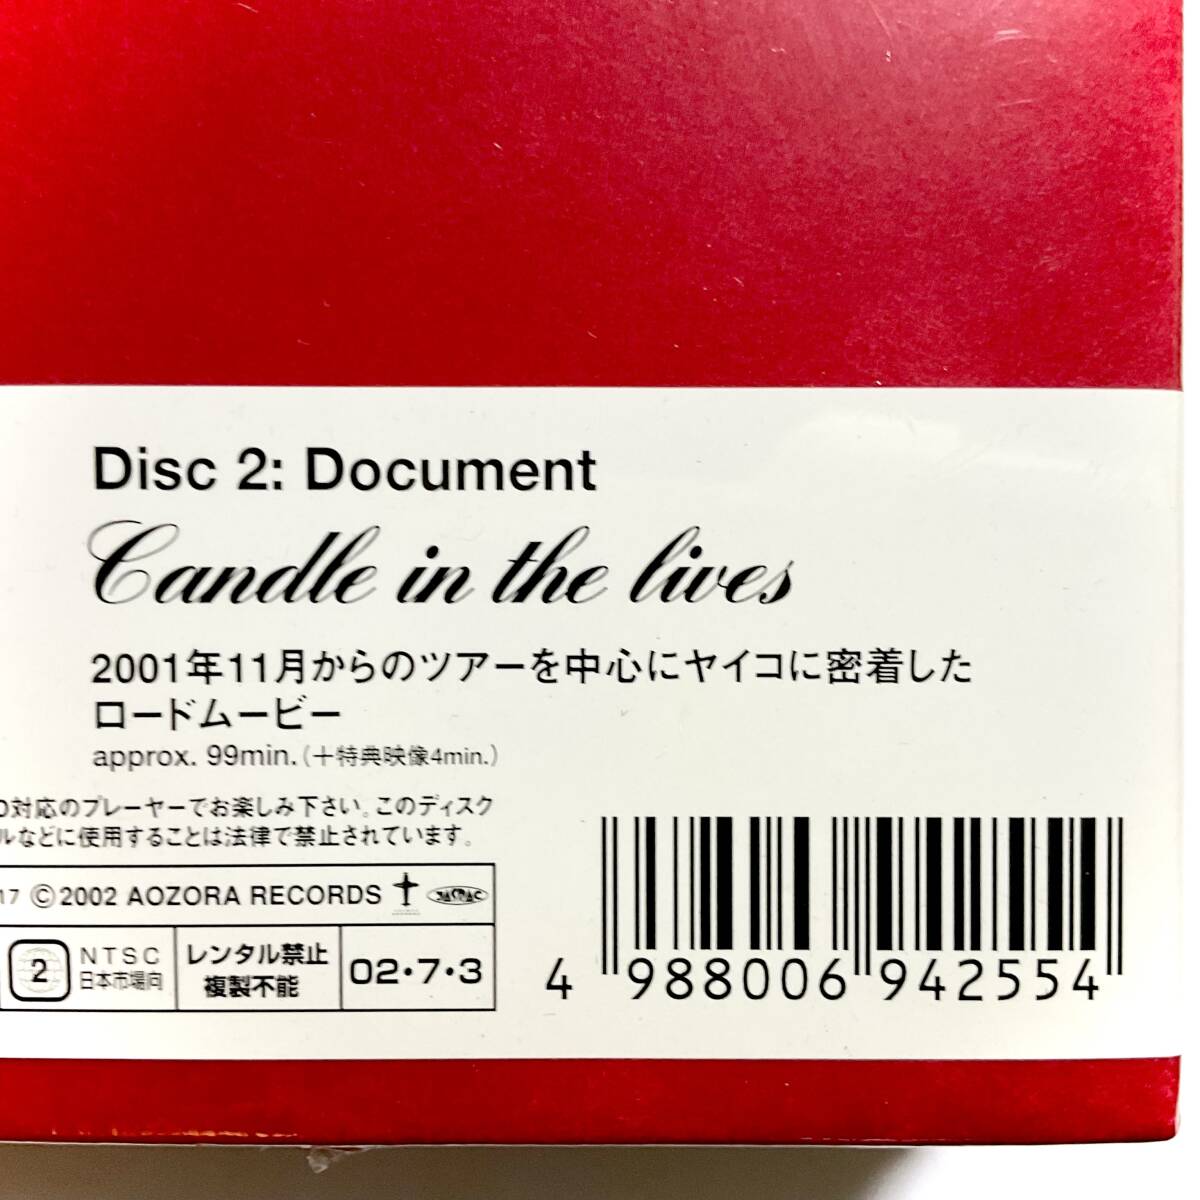 Disc 2: Document
Candle in the lives
2001年11月からのツアーを中心にヤイコに密着した
ロードムービー
approx. 99min.(＋特典映像4min.)
対応のプレーヤーでお楽しみ下さい。このディスク
ルなどに使用することは法律で禁止されています。
17 ©2002 AOZORA RECORDS JASRAC
2 NTSC 日本市場向
レンタル禁止
複製不能
02・7・3
4 988006 942554